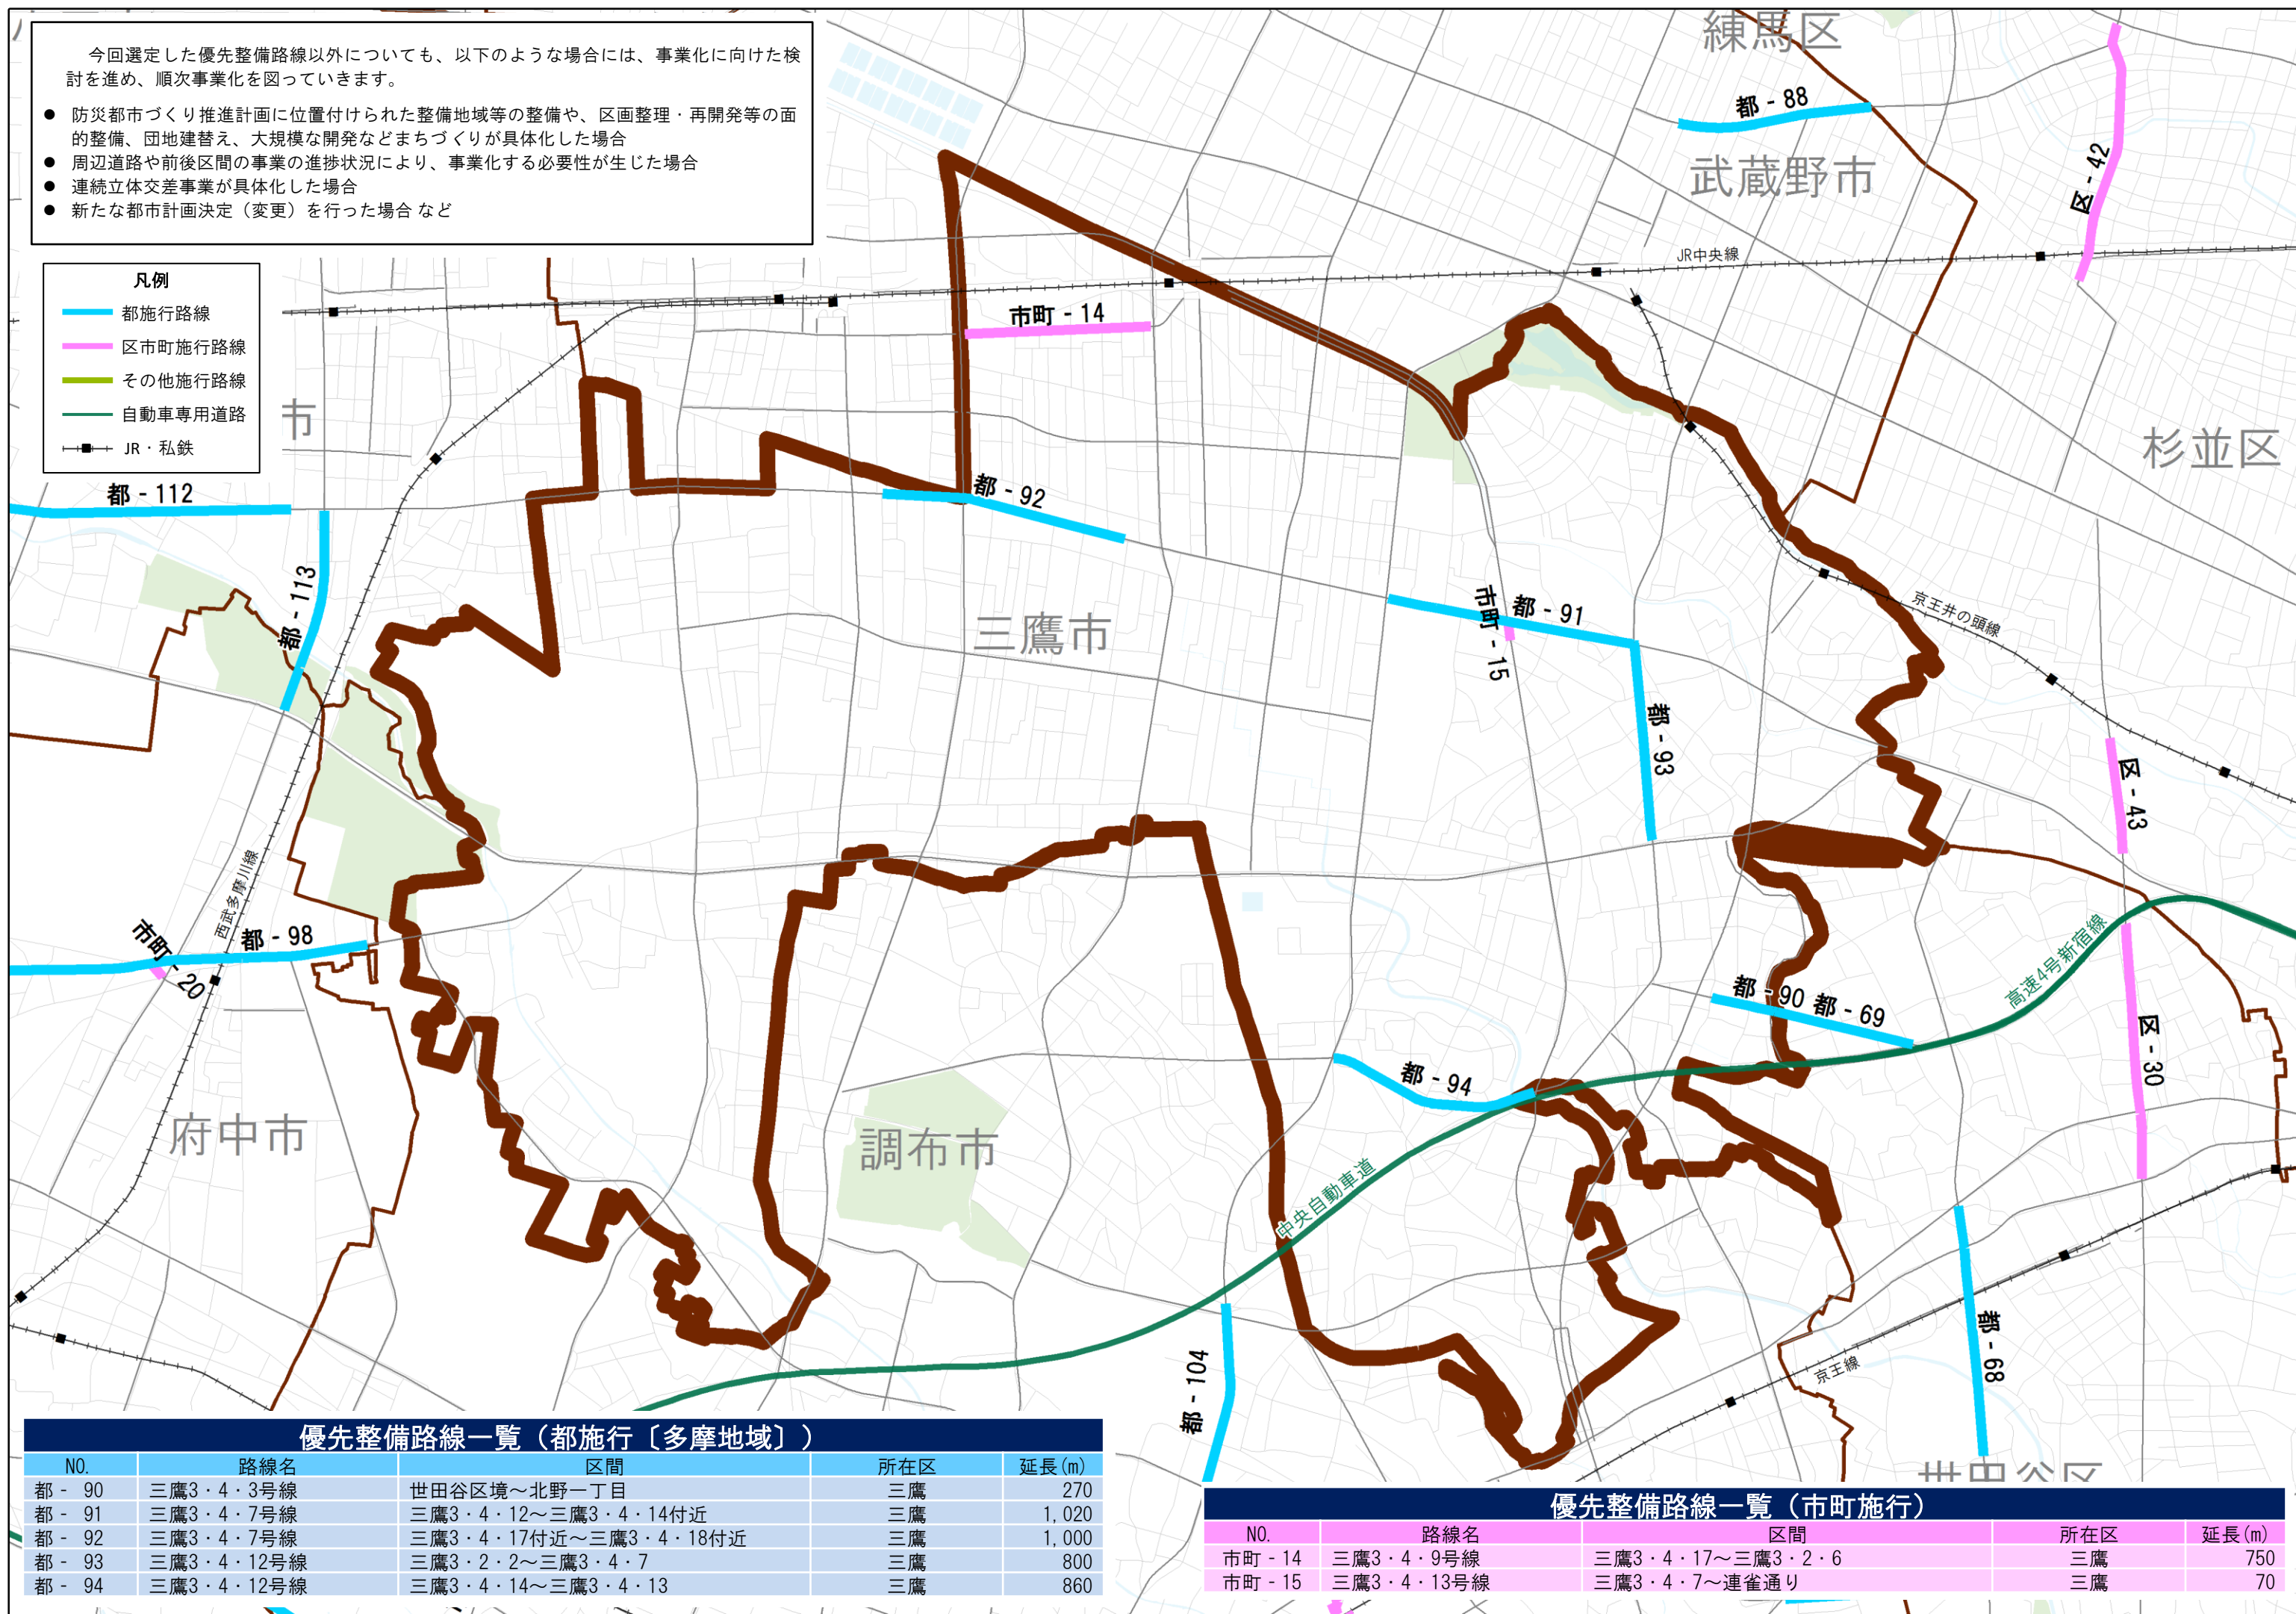 今回選定した優先整備路線以外についても、以下のような場合には、事業化に向けた検
討を進め、順次事業化を図っていきます。
● 防災都市づくり推進計画に位置付けられた整備地域等の整備や、区画整理・再開発等の面
的整備、団地建替え、大規模な開発などまちづくりが具体化した場合
● 周辺道路や前後区間の事業の進捗状況により、事業化する必要性が生じた場合
● 連続立体交差事業が具体化した場合
● 新たな都市計画決定（変更）を行った場合 など
凡例
都施行路線
区市町施行路線
その他施行路線
自動車専用道路
JR・私鉄
練馬区
都 - 88
武蔵野市
区 - 42
JR中央線
市町 - 14
市
杉並区
都 - 112
都 - 92
都 - 113
三鷹市
市町 - 15
都 - 91
京王井の頭線
都 - 93
区 - 43
西武多摩川線
市町 - 20
都 - 98
高速4号新宿線
都 - 90
都 - 69
区 - 30
都 - 94
府中市
調布市
中央自動車道
都 - 104
都 - 68
京王線
世田谷区
優先整備路線一覧（都施行〔多摩地域〕）
NO. 路線名 区間 所在区 延長(m)
都 - 90 三鷹3・4・3号線 世田谷区境～北野一丁目 三鷹 270
都 - 91 三鷹3・4・7号線 三鷹3・4・12～三鷹3・4・14付近 三鷹 1,020
都 - 92 三鷹3・4・7号線 三鷹3・4・17付近～三鷹3・4・18付近 三鷹 1,000
都 - 93 三鷹3・4・12号線 三鷹3・2・2～三鷹3・4・7 三鷹 800
都 - 94 三鷹3・4・12号線 三鷹3・4・14～三鷹3・4・13 三鷹 860
優先整備路線一覧（市町施行）
NO. 路線名 区間 所在区 延長(m)
市町 - 14 三鷹3・4・9号線 三鷹3・4・17～三鷹3・2・6 三鷹 750
市町 - 15 三鷹3・4・13号線 三鷹3・4・7～連雀通り 三鷹 70